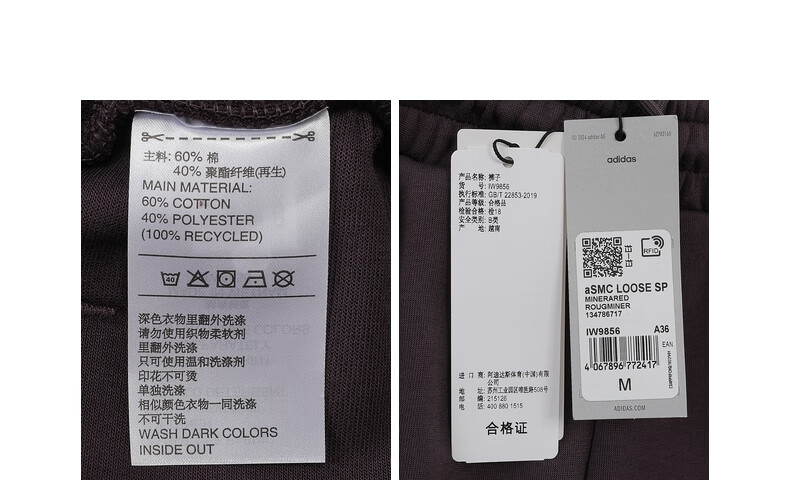 主料: 60% 棉
40% 聚酯纤维(再生)
MAIN MATERIAL:
60% COTTON
40% POLYESTER
(100% RECYCLED)
深色衣物里翻外洗涤
请勿使用织物柔软剂
里翻外洗涤
只可使用温和洗涤剂
印花不可烫
单独洗涤
相似颜色衣物一同洗涤
不可干洗
WASH DARK COLORS
INSIDE OUT
产品名称: 裤子
货 号: IW9856
执行标准: GB/T 22853-2019
产品等级: 合格品
检验合格: 检18
安全类别: B类
产 地: 越南
进 口 商: 阿迪达斯体育(中国)有限
公司
地 址: 苏州工业园区唯胜路508号
邮 编: 215126
电 话: 400 880 1515
合格证
© 2024 adidas AG
adidas
RFID
aSMC LOOSE SP
MINERARED
ROUGMINER
134786717
IW9856 A36
EAN
4 067896 772417
M
ADIDAS.COM